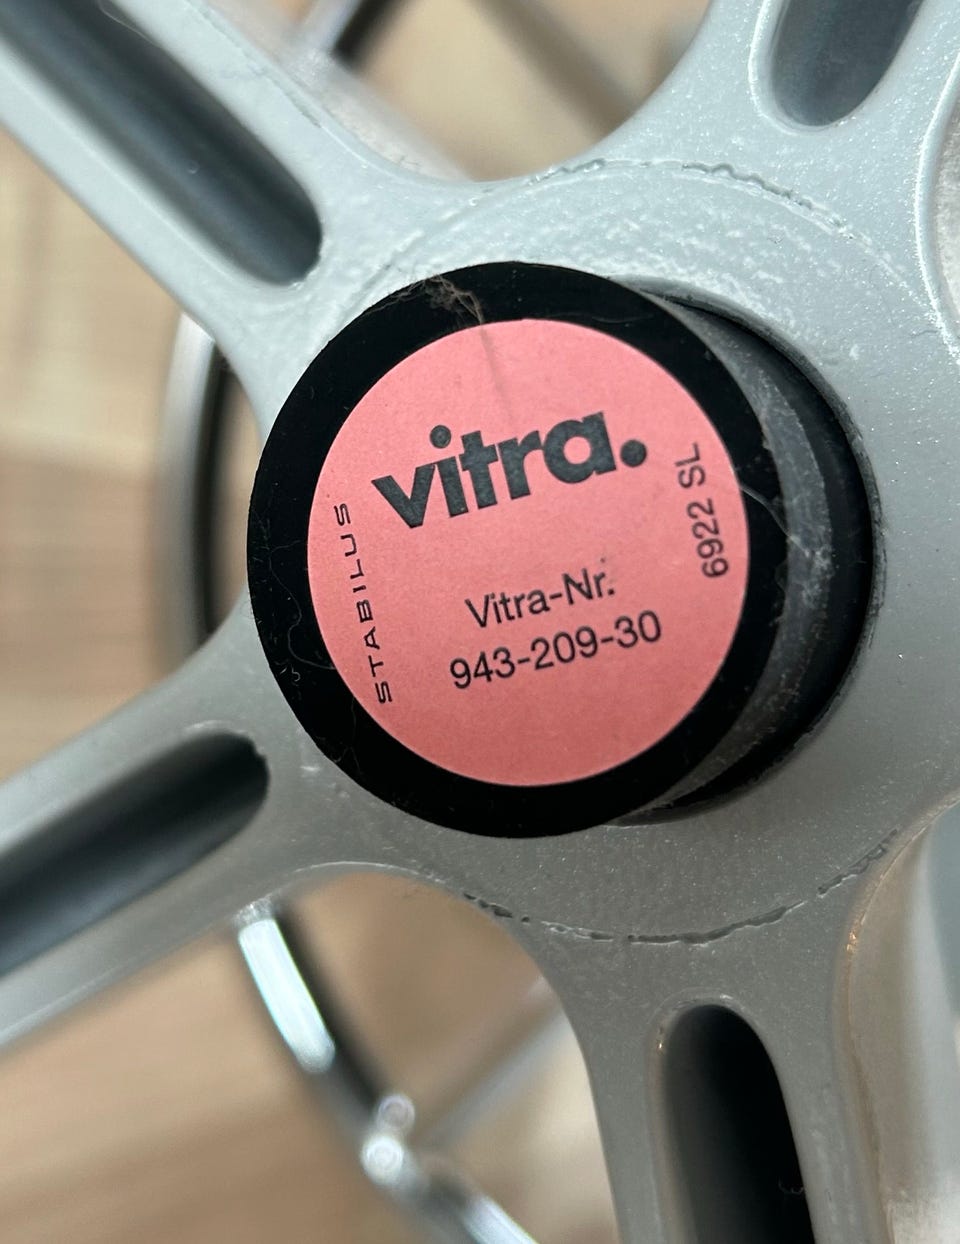 vitra.
STABILUS
6922 SL
Vitra-Nr.
943-209-30